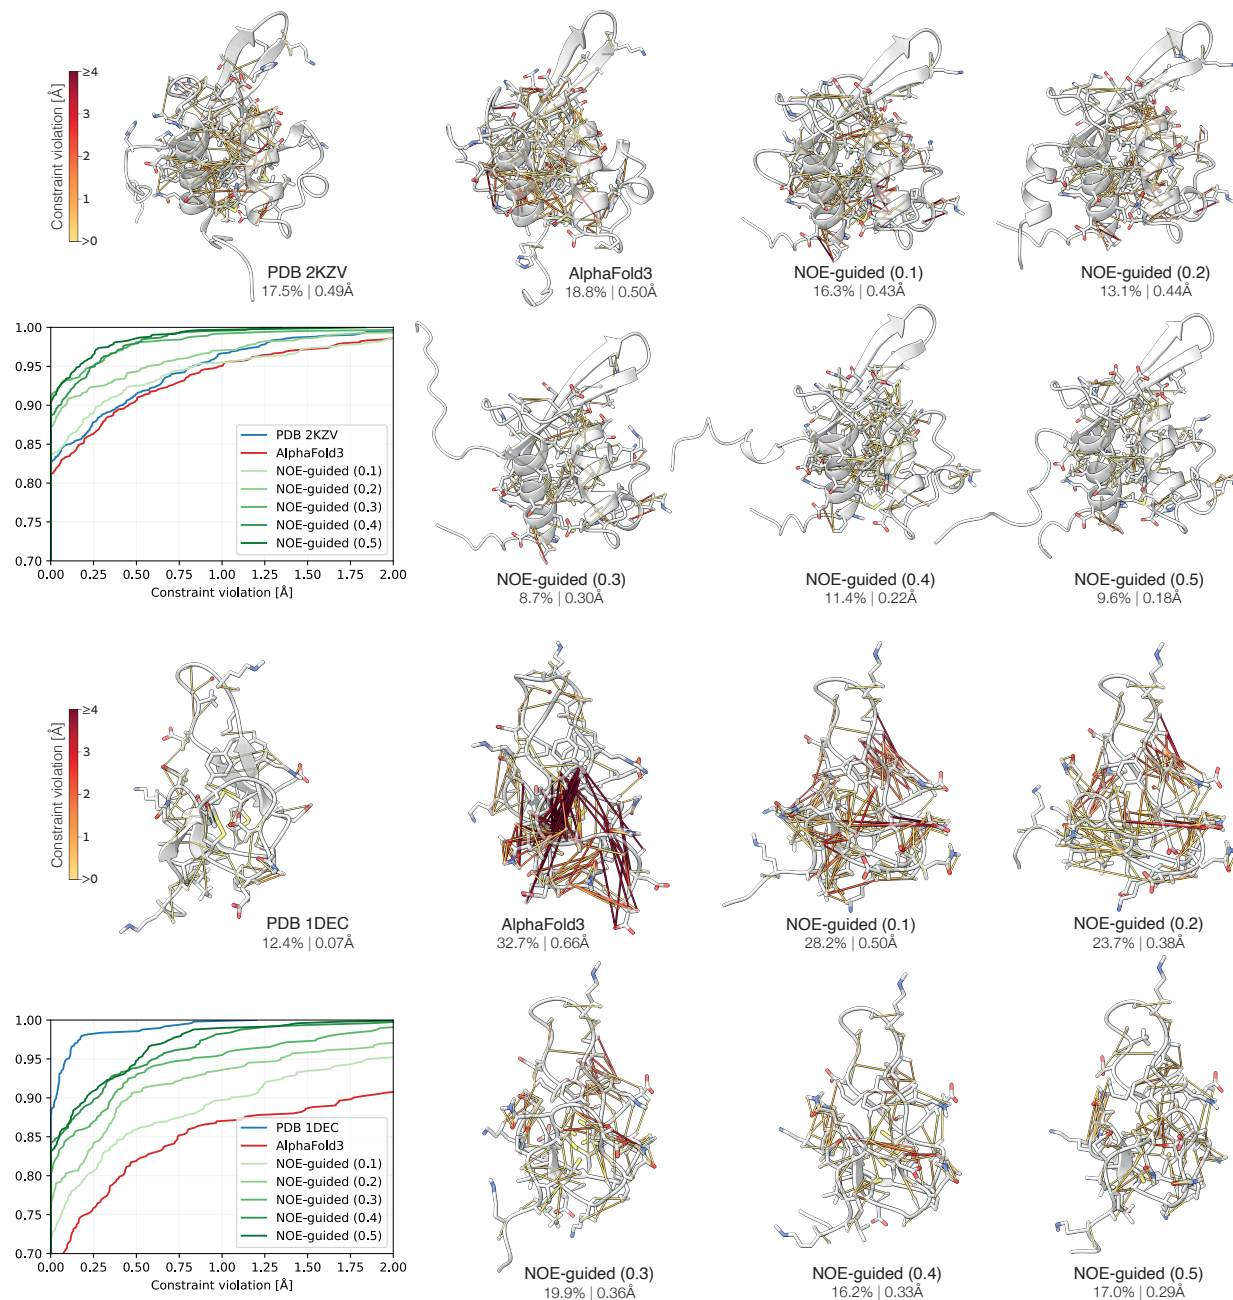 Constraint violation [Å]
≥4
3
2
1
>0
PDB 2KZV
17.5% | 0.49Å
AlphaFold3
18.8% | 0.50Å
NOE-guided (0.1)
16.3% | 0.43Å
NOE-guided (0.2)
13.1% | 0.44Å
1.00
0.95
0.90
0.85
0.80
0.75
0.70
0.00 0.25 0.50 0.75 1.00 1.25 1.50 1.75 2.00
Constraint violation [Å]
PDB 2KZV
AlphaFold3
NOE-guided (0.1)
NOE-guided (0.2)
NOE-guided (0.3)
NOE-guided (0.4)
NOE-guided (0.5)
NOE-guided (0.3)
8.7% | 0.30Å
NOE-guided (0.4)
11.4% | 0.22Å
NOE-guided (0.5)
9.6% | 0.18Å
Constraint violation [Å]
≥4
3
2
1
>0
PDB 1DEC
12.4% | 0.07Å
AlphaFold3
32.7% | 0.66Å
NOE-guided (0.1)
28.2% | 0.50Å
NOE-guided (0.2)
23.7% | 0.38Å
1.00
0.95
0.90
0.85
0.80
0.75
0.70
0.00 0.25 0.50 0.75 1.00 1.25 1.50 1.75 2.00
Constraint violation [Å]
PDB 1DEC
AlphaFold3
NOE-guided (0.1)
NOE-guided (0.2)
NOE-guided (0.3)
NOE-guided (0.4)
NOE-guided (0.5)
NOE-guided (0.3)
19.9% | 0.36Å
NOE-guided (0.4)
16.2% | 0.33Å
NOE-guided (0.5)
17.0% | 0.29Å